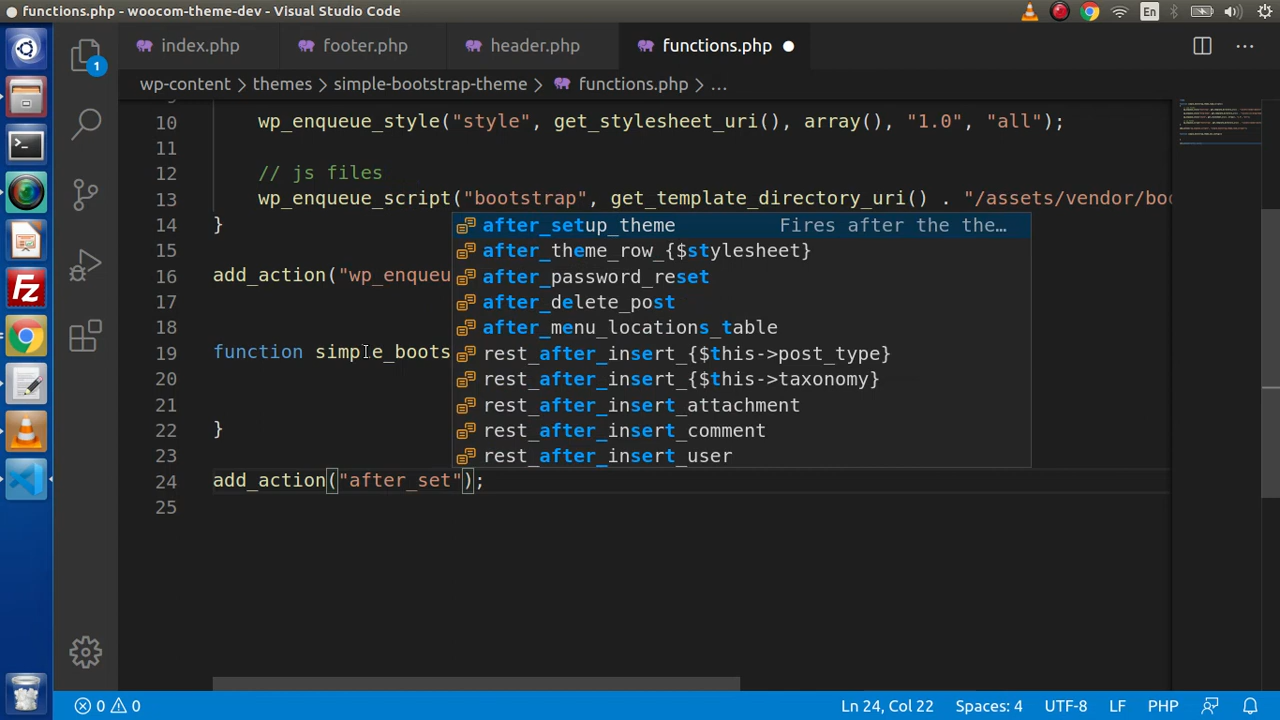 functions.php - woocom-theme-dev - Visual Studio Code
En
index.php footer.php header.php functions.php
1
wp-content > themes > simple-bootstrap-theme > functions.php > ...
10 wp_enqueue_style("style", get_stylesheet_uri(), array(), "1.0", "all");
11
12 // js files
13 wp_enqueue_script("bootstrap", get_template_directory_uri() . "/assets/vendor/boo
14 }
after_setup_theme Fires after the the…
15
after_theme_row_{$stylesheet}
16 add_action("wp_enqueu
after_password_reset
17
after_delete_post
18
after_menu_locations_table
19 function simple_boots
rest_after_insert_{$this->post_type}
20
rest_after_insert_{$this->taxonomy}
21
rest_after_insert_attachment
22 }
rest_after_insert_comment
23
rest_after_insert_user
24 add_action("after_set");
25
0 0 Ln 24, Col 22 Spaces: 4 UTF-8 LF PHP